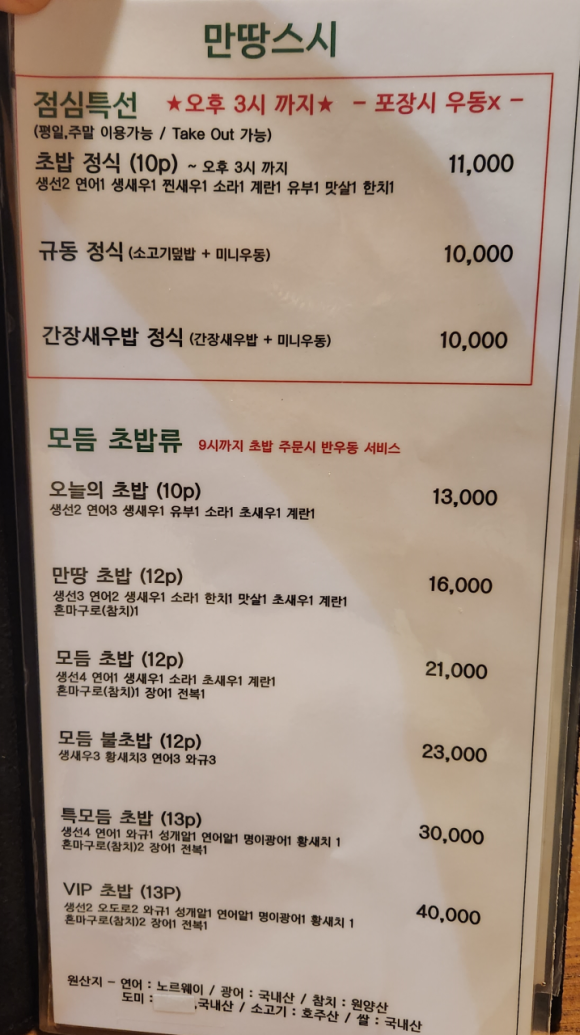 만땅스시
점심특선 ★오후 3시 까지★ - 포장시 우동x -
(평일,주말 이용가능 / Take Out 가능)
초밥 정식 (10p) ~ 오후 3시 까지 11,000
생선2 연어1 생새우1 찐새우1 소라1 계란1 유부1 맛살1 한치1
규동 정식 (소고기덮밥 + 미니우동) 10,000
간장새우밥 정식 (간장새우밥 + 미니우동) 10,000
모듬 초밥류 9시까지 초밥 주문시 반우동 서비스
오늘의 초밥 (10p) 13,000
생선2 연어3 생새우1 유부1 소라1 초새우1 계란1
만땅 초밥 (12p) 16,000
생선3 연어2 생새우1 소라1 한치1 맛살1 초새우1 계란1
혼마구로(참치)1
모듬 초밥 (12p) 21,000
생선4 연어1 생새우1 소라1 초새우1 계란1
혼마구로(참치)1 장어1 전복1
모듬 불초밥 (12p) 23,000
생새우3 황새치3 연어3 와규3
특모듬 초밥 (13p) 30,000
생선4 연어1 와규1 성개알1 연어알1 명이광어1 황새치 1
혼마구로(참치)2 장어1 전복1
VIP 초밥 (13P) 40,000
생선2 오도로2 와규1 성개알1 연어알1 명이광어1 황새치 1
혼마구로(참치)2 장어1 전복1
원산지 - 연어 : 노르웨이 / 광어 : 국내산 / 참치 : 원양산
도미 : ,국내산 / 소고기 : 호주산 / 쌀 : 국내산